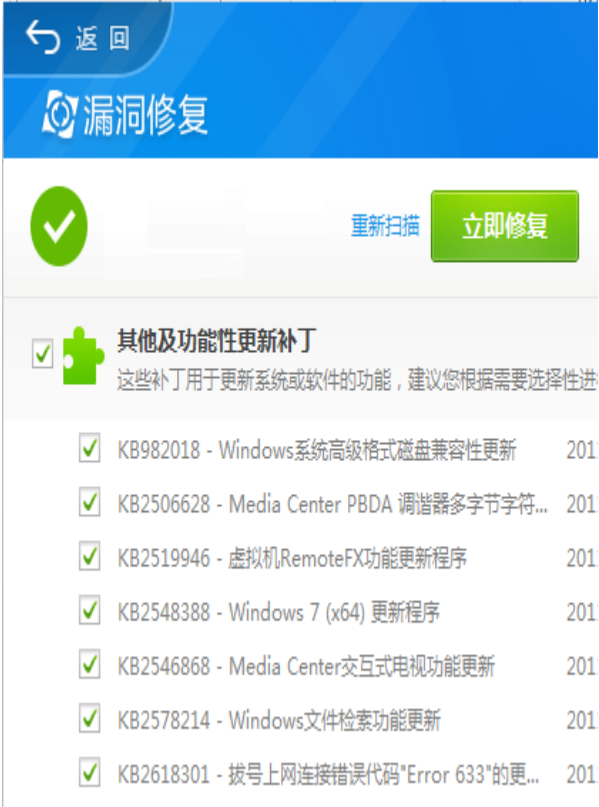 返 回
漏洞修复
重新扫描 立即修复
其他及功能性更新补丁
这些补丁用于更新系统或软件的功能，建议您根据需要选择性进
KB982018 - Windows系统高级格式磁盘兼容性更新 201
KB2506628 - Media Center PBDA 调谐器多字节字符... 201
KB2519946 - 虚拟机RemoteFX功能更新程序 201
KB2548388 - Windows 7 (x64) 更新程序 201
KB2546868 - Media Center交互式电视功能更新 201
KB2578214 - Windows文件检索功能更新 201
KB2618301 - 拨号上网连接错误代码"Error 633"的更... 201